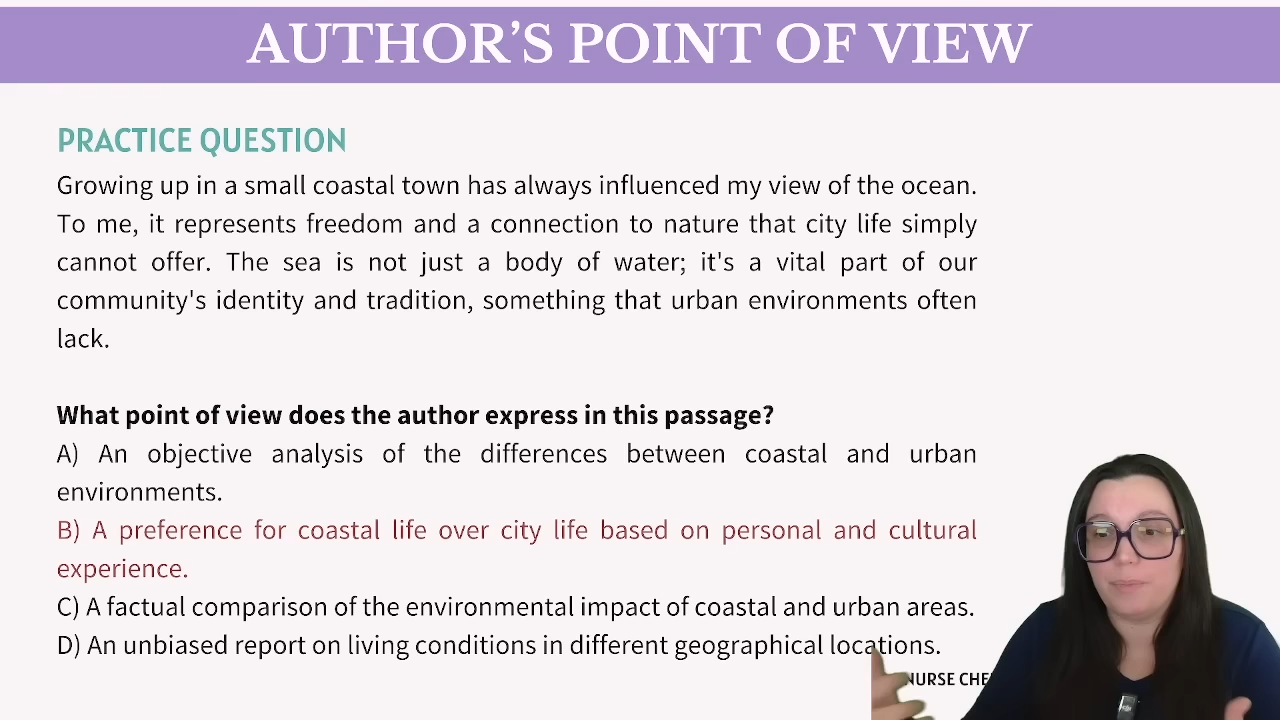 AUTHOR'S POINT OF VIEW
PRACTICE QUESTION
Growing up in a small coastal town has always influenced my view of the ocean.
To me, it represents freedom and a connection to nature that city life simply
cannot offer. The sea is not just a body of water; it's a vital part of our
community's identity and tradition, something that urban environments often
lack.
What point of view does the author express in this passage?
A) An objective analysis of the differences between coastal and urban
environments.
B) A preference for coastal life over city life based on personal and cultural
experience.
C) A factual comparison of the environmental impact of coastal and urban areas.
D) An unbiased report on living conditions in different geographical locations.
NURSE